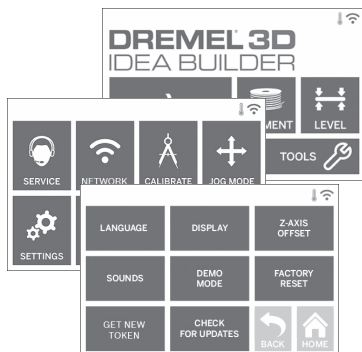 DREMEL 3D
IDEA BUILDER
LEVEL
TOOLS
SERVICE
NETWORK
CALIBRATE
JOG MODE
SETTINGS
LANGUAGE
DISPLAY
Z-AXIS
OFFSET
SOUNDS
DEMO
MODE
FACTORY
RESET
GET NEW
TOKEN
CHECK
FOR UPDATES
BACK
HOME